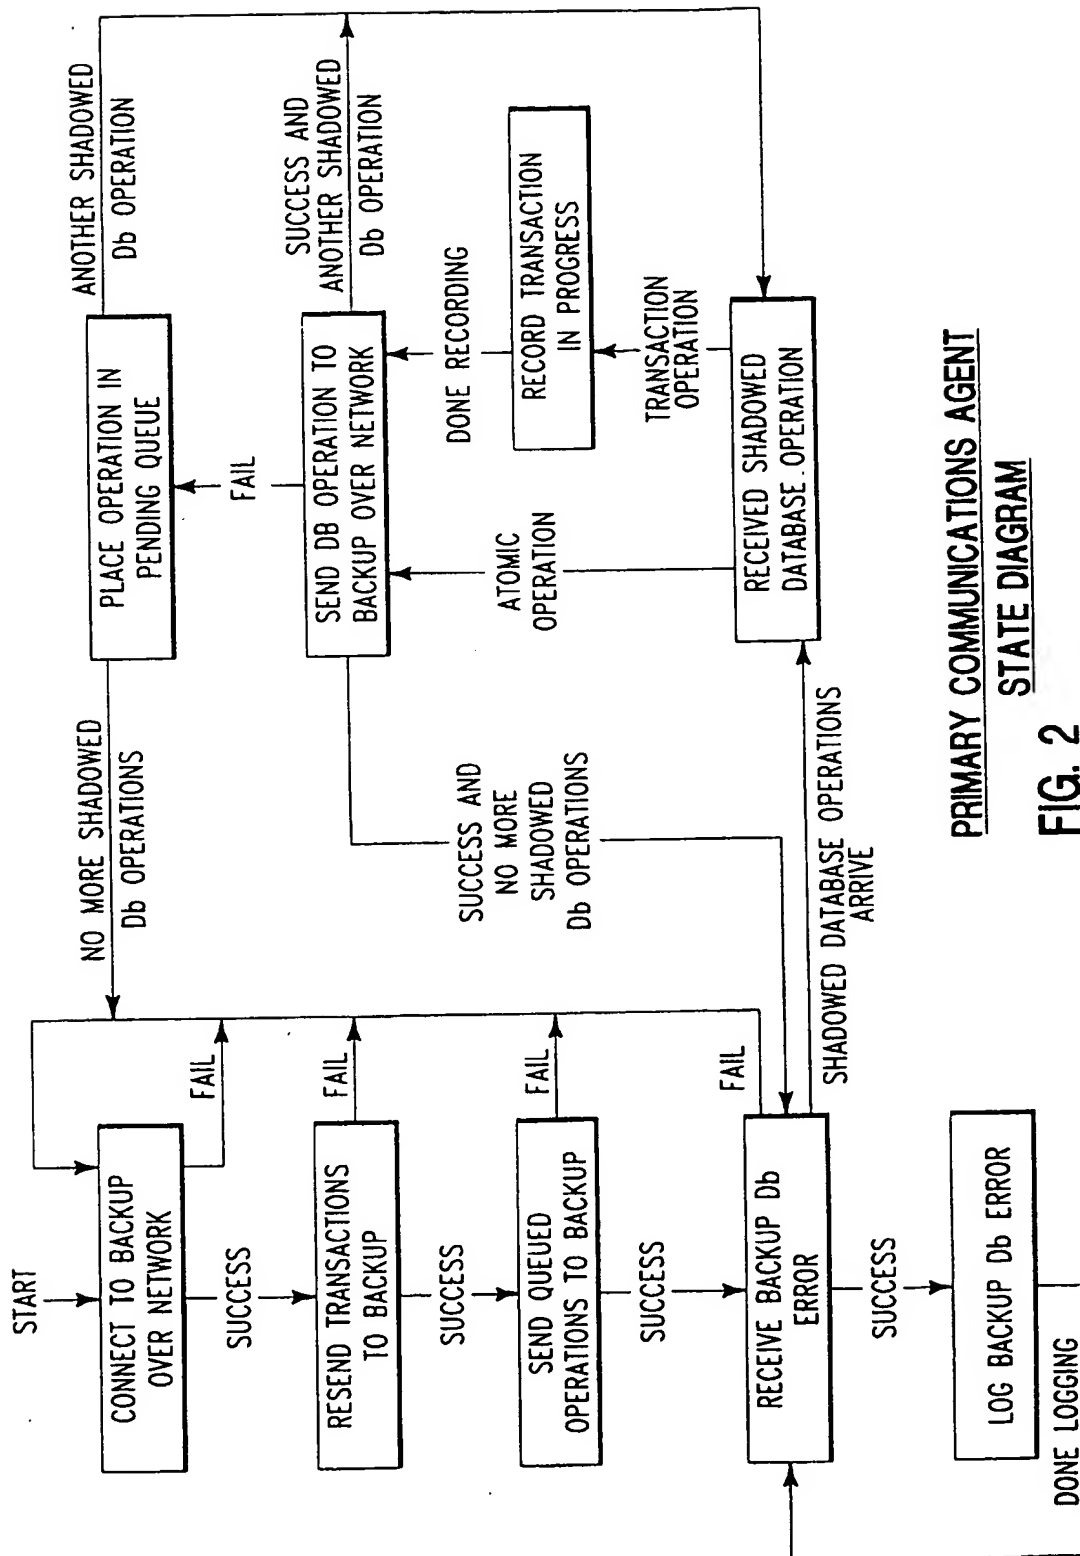 START
CONNECT TO BACKUP
OVER NETWORK
FAIL
SUCCESS
RESEND TRANSACTIONS
TO BACKUP
FAIL
SUCCESS
SEND QUEUED
OPERATIONS TO BACKUP
FAIL
SUCCESS
RECEIVE BACKUP Db
ERROR
FAIL
SUCCESS
LOG BACKUP Db ERROR
DONE LOGGING
NO MORE SHADOWED
Db OPERATIONS
SUCCESS AND
NO MORE
SHADOWED
Db OPERATIONS
SHADOWED DATABASE OPERATIONS
ARRIVE
PLACE OPERATION IN
PENDING QUEUE
FAIL
SEND DB OPERATION TO
BACKUP OVER NETWORK
ATOMIC
OPERATION
DONE RECORDING
RECORD TRANSACTION
IN PROGRESS
TRANSACTION
OPERATION
RECEIVED SHADOWED
DATABASE OPERATION
ANOTHER SHADOWED
Db OPERATION
SUCCESS AND
ANOTHER SHADOWED
Db OPERATION
PRIMARY COMMUNICATIONS AGENT
STATE DIAGRAM
FIG. 2